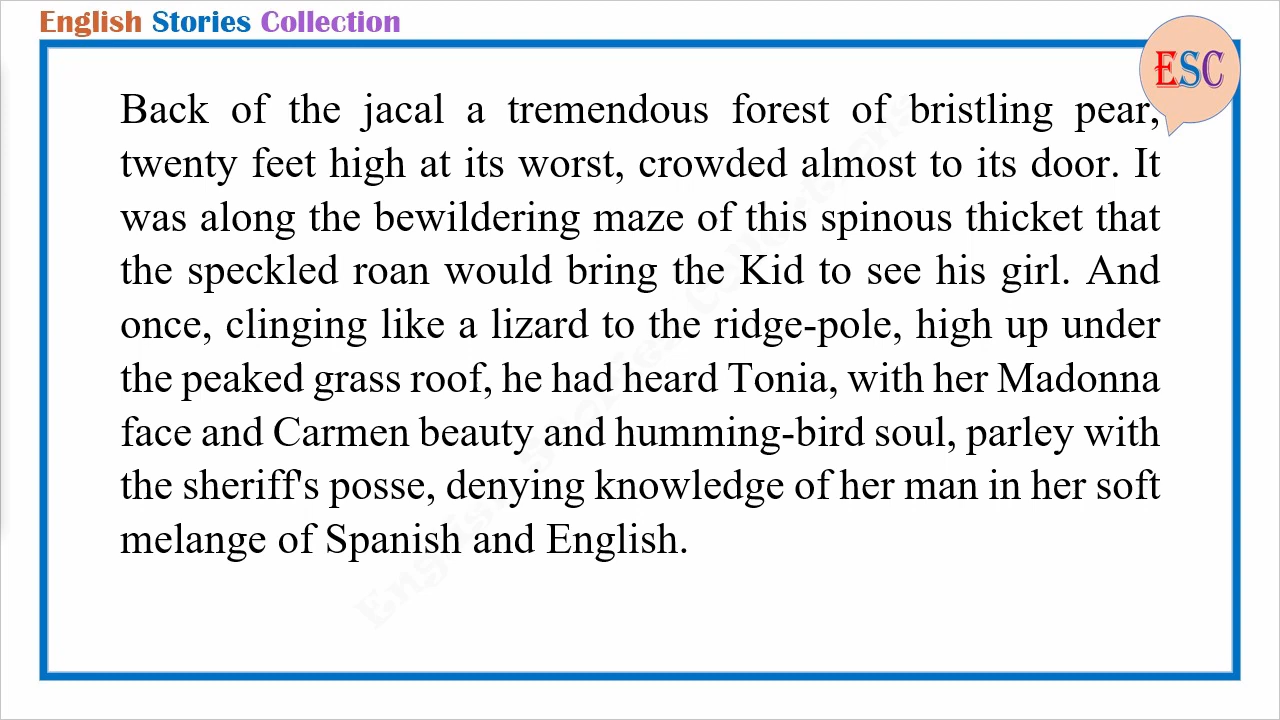 English Stories Collection
ESC
Back of the jacal a tremendous forest of bristling pear,
twenty feet high at its worst, crowded almost to its door. It
was along the bewildering maze of this spinous thicket that
the speckled roan would bring the Kid to see his girl. And
once, clinging like a lizard to the ridge-pole, high up under
the peaked grass roof, he had heard Tonia, with her Madonna
face and Carmen beauty and humming-bird soul, parley with
the sheriff's posse, denying knowledge of her man in her soft
melange of Spanish and English.